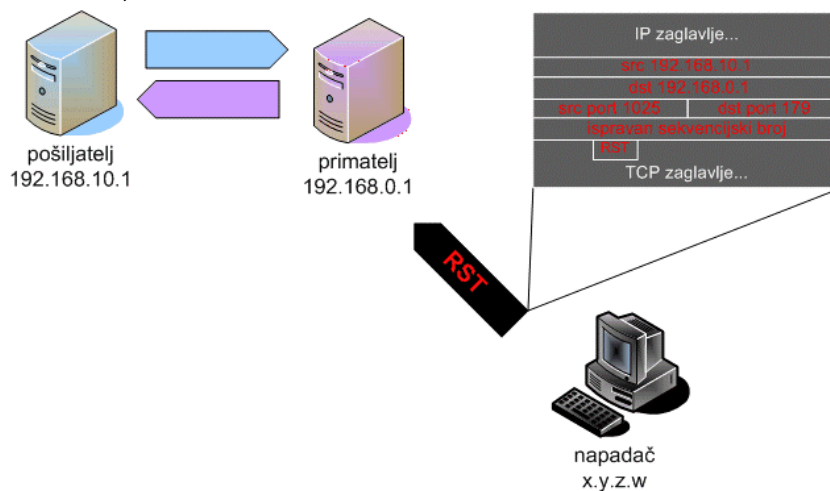 pošiljatelj
192.168.10.1
primatelj
192.168.0.1
IP zaglavlje...
src 192.168.10.1
dst 192.168.0.1
src port 1025 dst port 179
ispravan sekvencijski broj
RST
TCP zaglavlje...
RST
napadač
x.y.z.w